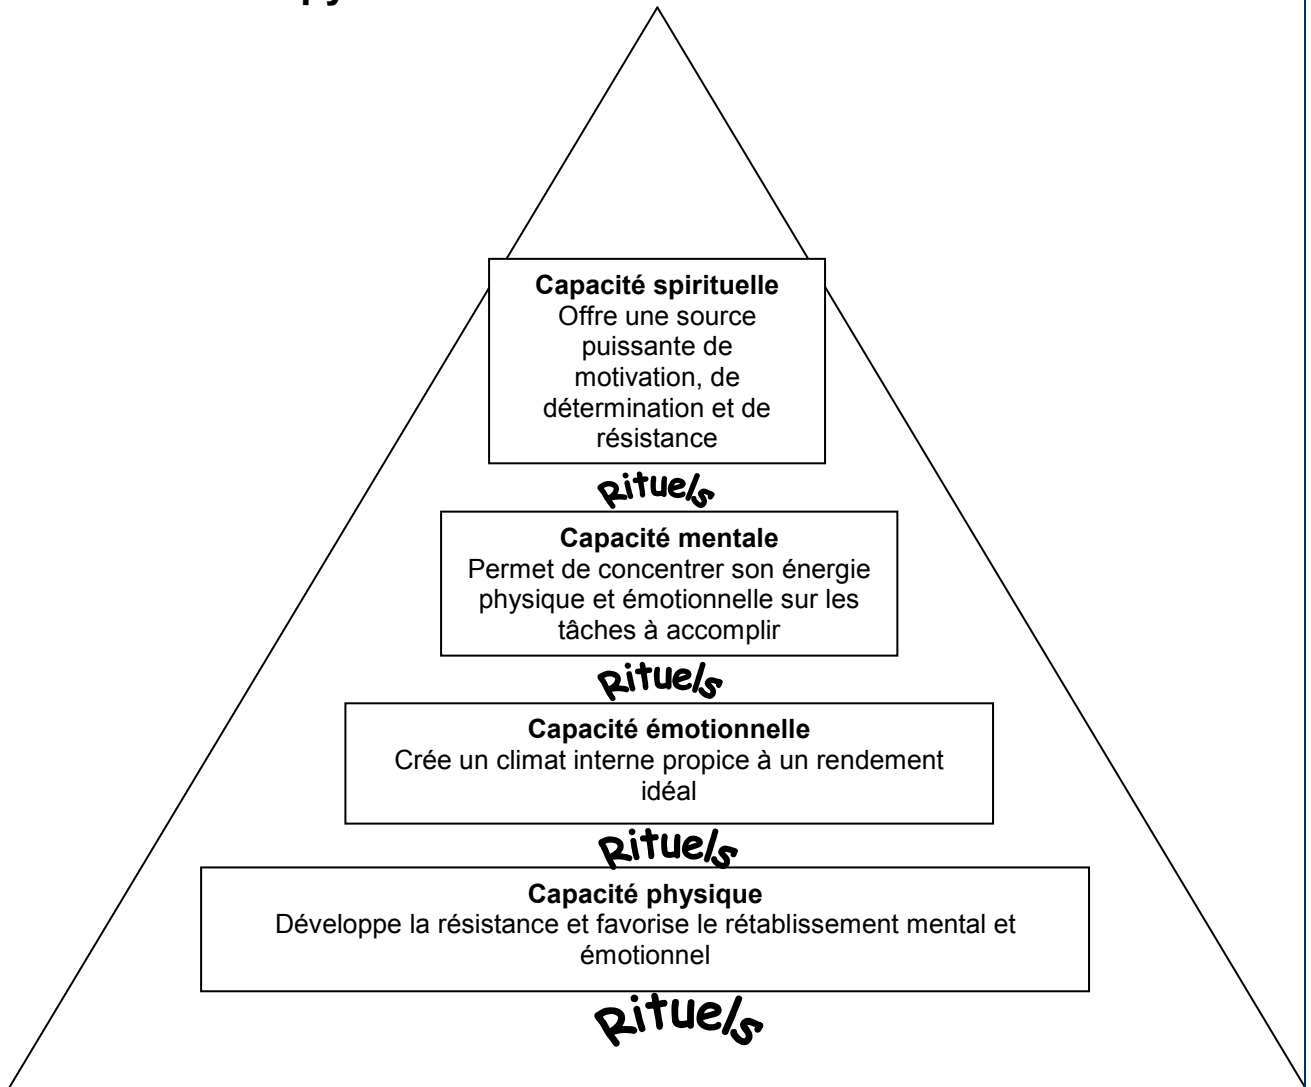 Capacité spirituelle
Offre une source
puissante de
motivation, de
détermination et de
résistance
Rituels
Capacité mentale
Permet de concentrer son énergie
physique et émotionnelle sur les
tâches à accomplir
Rituels
Capacité émotionnelle
Crée un climat interne propice à un rendement
idéal
Rituels
Capacité physique
Développe la résistance et favorise le rétablissement mental et
émotionnel
Rituels